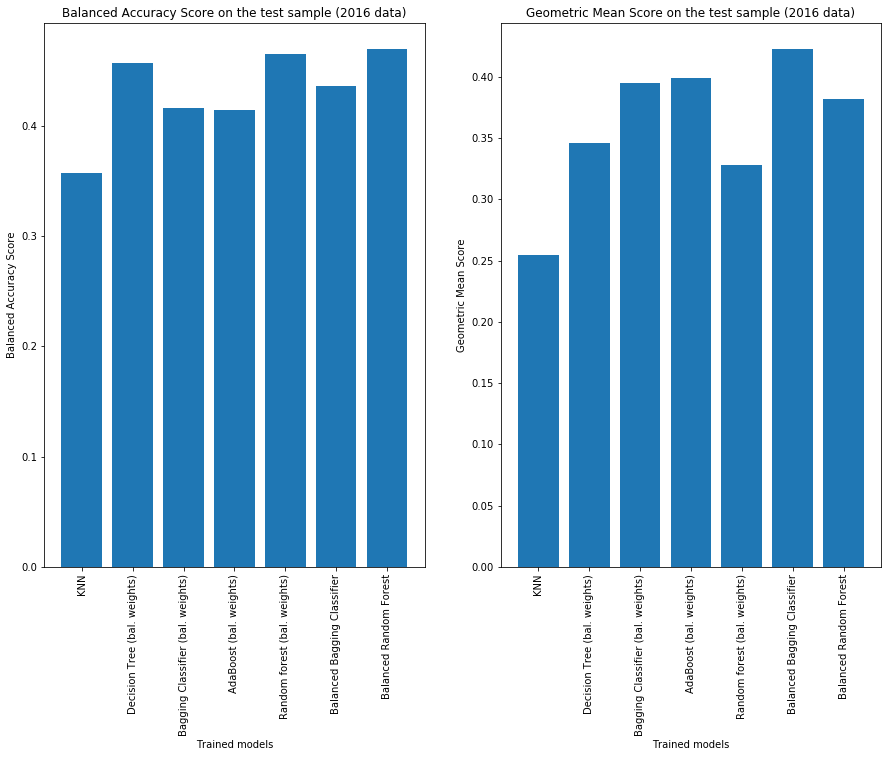 Balanced Accuracy Score on the test sample (2016 data)
Balanced Accuracy Score
0.4
0.3
0.2
0.1
0.0
KNN
Decision Tree (bal. weights)
Bagging Classifier (bal. weights)
AdaBoost (bal. weights)
Random forest (bal. weights)
Balanced Bagging Classifier
Balanced Random Forest
Trained models
Geometric Mean Score on the test sample (2016 data)
Geometric Mean Score
0.40
0.35
0.30
0.25
0.20
0.15
0.10
0.05
0.00
KNN
Decision Tree (bal. weights)
Bagging Classifier (bal. weights)
AdaBoost (bal. weights)
Random forest (bal. weights)
Balanced Bagging Classifier
Balanced Random Forest
Trained models